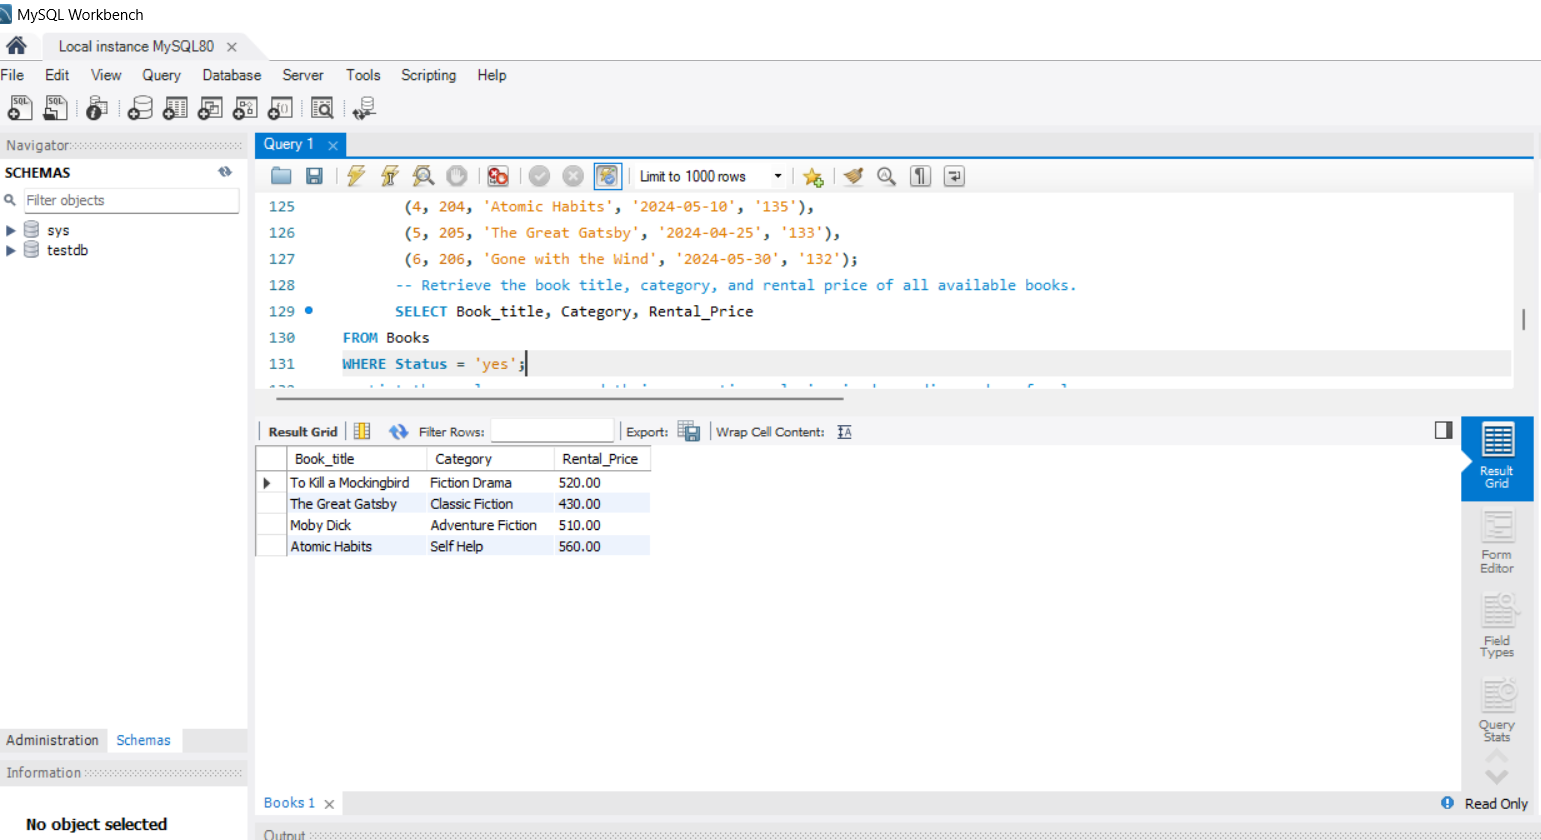 MySQL Workbench
Local instance MySQL80
File Edit View Query Database Server Tools Scripting Help
Navigator
SCHEMAS
Filter objects
sys
testdb
Administration Schemas
Information
No object selected
Query 1
Limit to 1000 rows
125 (4, 204, 'Atomic Habits', '2024-05-10', '135'),
126 (5, 205, 'The Great Gatsby', '2024-04-25', '133'),
127 (6, 206, 'Gone with the Wind', '2024-05-30', '132');
128 -- Retrieve the book title, category, and rental price of all available books.
129 SELECT Book_title, Category, Rental_Price
130 FROM Books
131 WHERE Status = 'yes';
Result Grid Filter Rows: Export: Wrap Cell Content:
Book_title Category Rental_Price
To Kill a Mockingbird Fiction Drama 520.00
The Great Gatsby Classic Fiction 430.00
Moby Dick Adventure Fiction 510.00
Atomic Habits Self Help 560.00
Result
Grid
Form
Editor
Field
Types
Query
Stats
Books 1
Read Only
Output